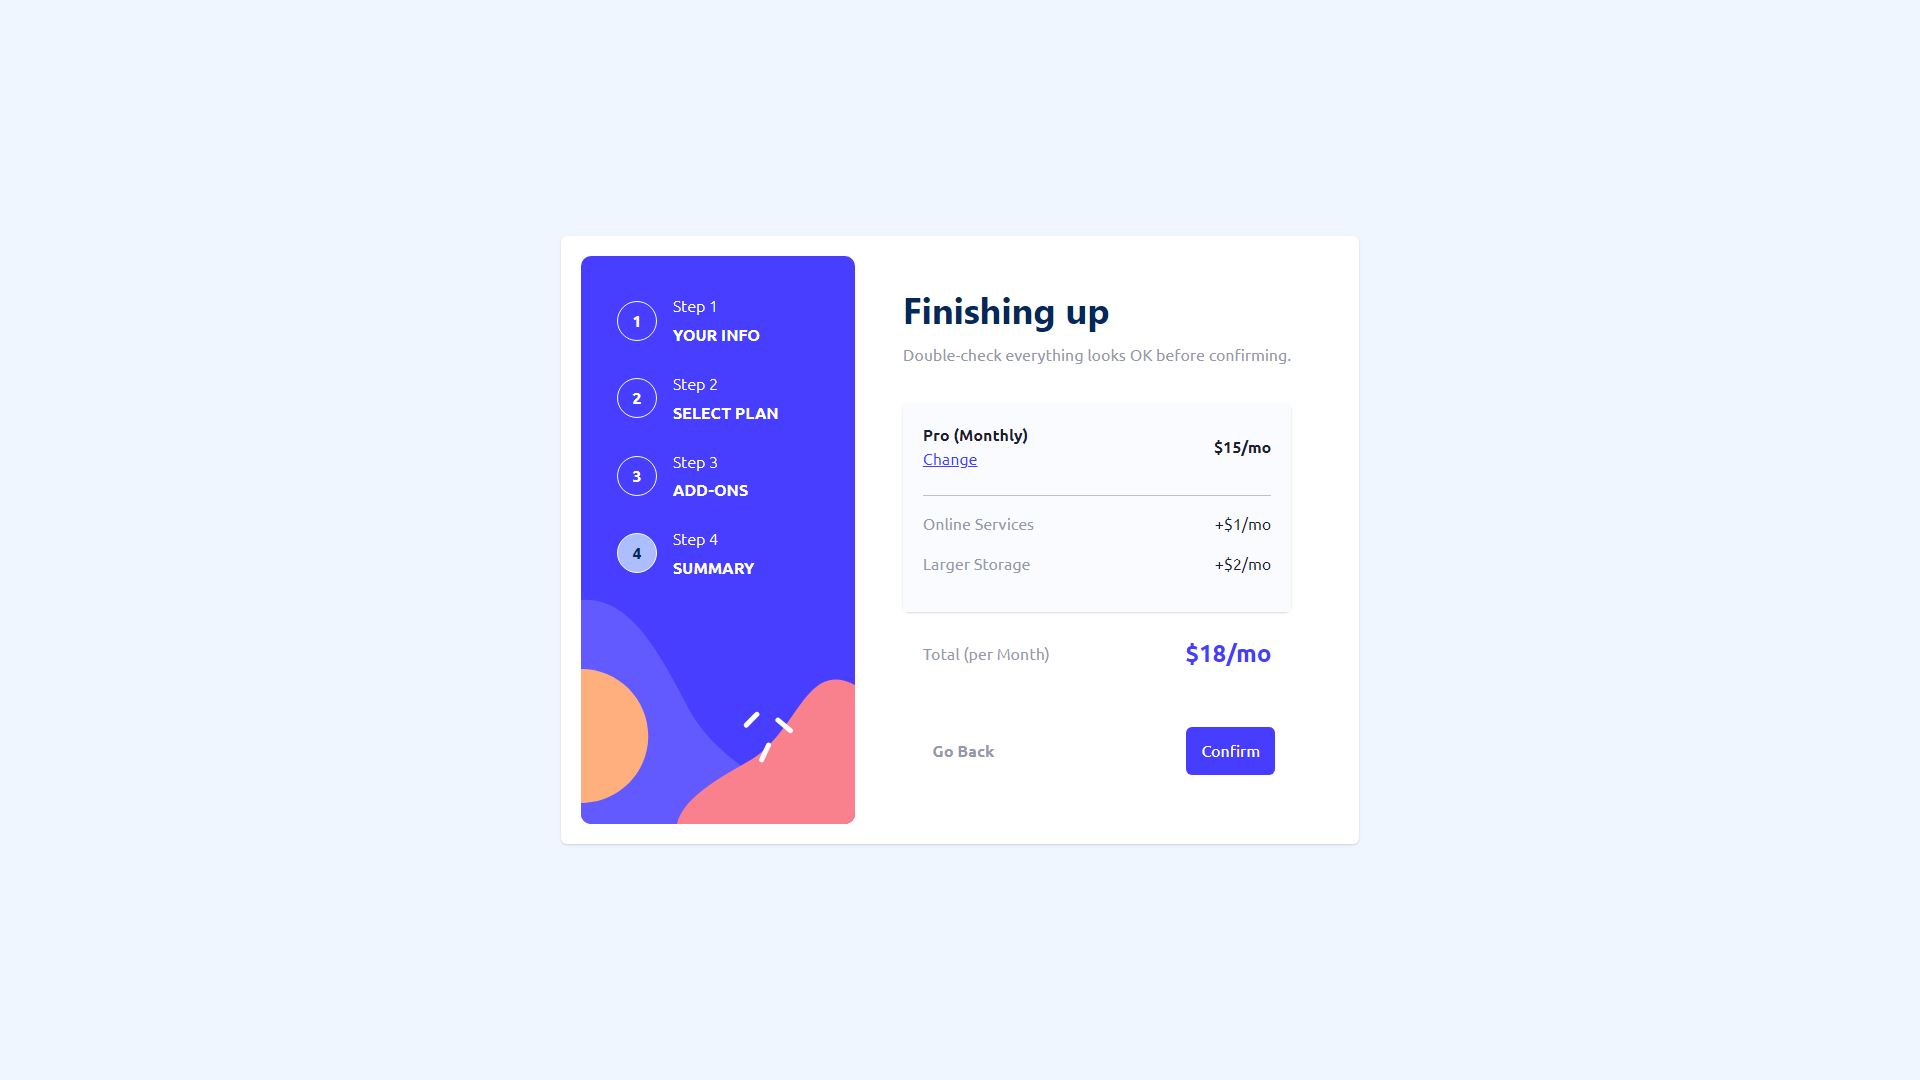 1
Step 1
YOUR INFO
2
Step 2
SELECT PLAN
3
Step 3
ADD-ONS
4
Step 4
SUMMARY
Finishing up
Double-check everything looks OK before confirming.
Pro (Monthly)
Change
$15/mo
Online Services +$1/mo
Larger Storage +$2/mo
Total (per Month) $18/mo
Go Back Confirm